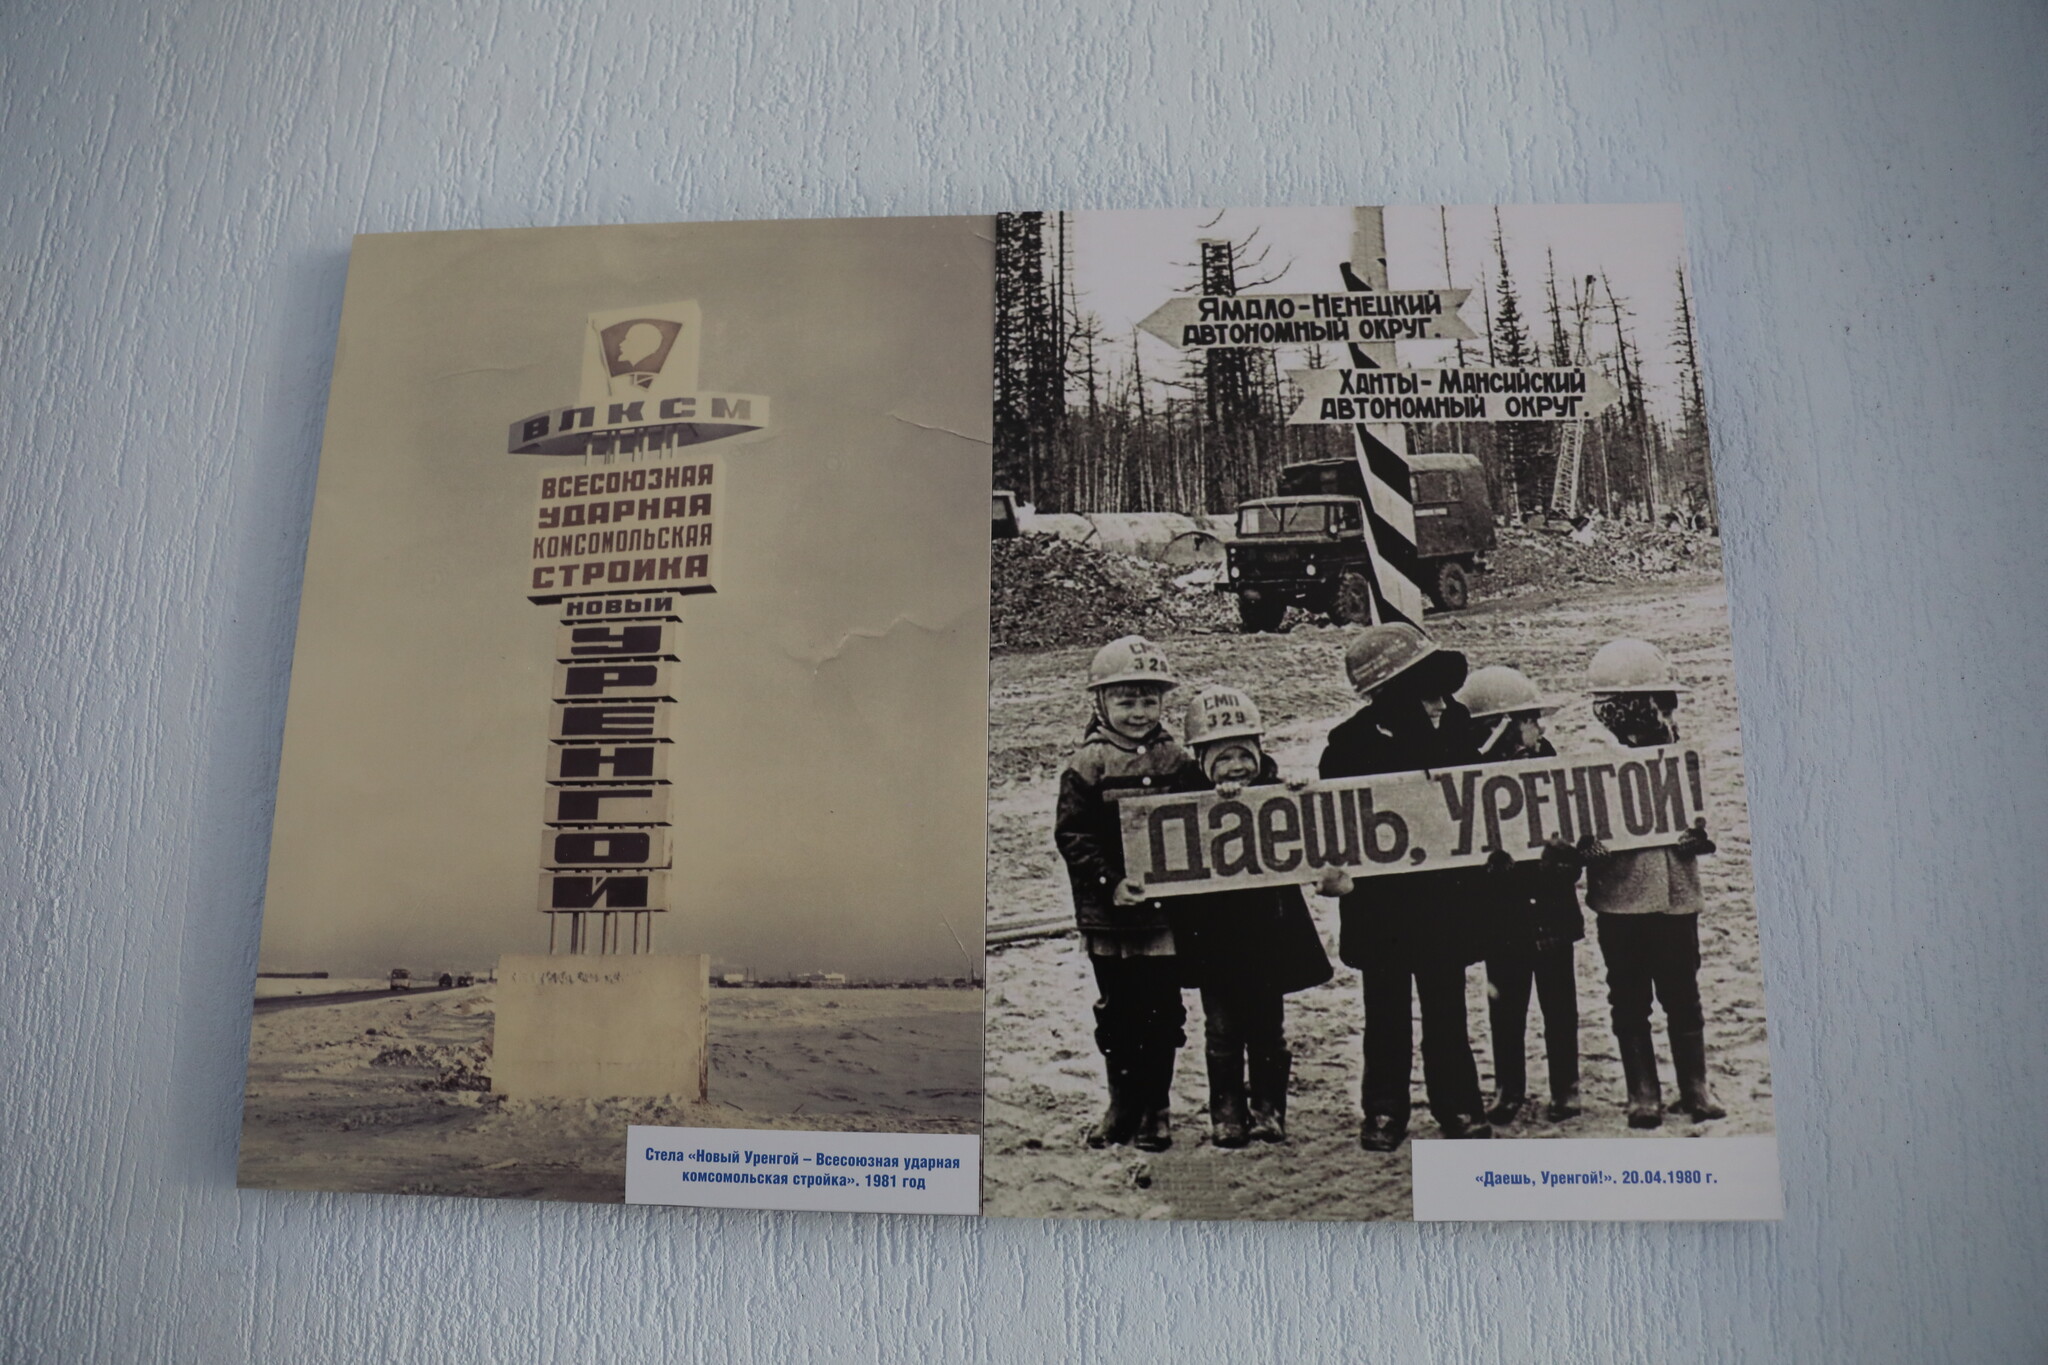 ВЛКСМ
ВСЕСОЮЗНАЯ
УДАРНАЯ
КОМСОМОЛЬСКАЯ
СТРОЙКА
НОВЫЙ
УРЕНГОЙ
Стела «Новый Уренгой – Всесоюзная ударная
комсомольская стройка». 1981 год
Ямало-Ненецкий
автономный округ.
Ханты-Мансийский
автономный округ.
СМП
329
СМП
329
Даешь, Уренгой!
«Даешь, Уренгой!». 20.04.1980 г.